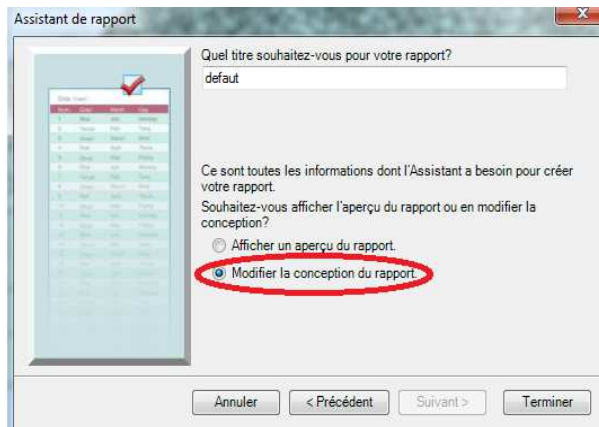 Assistant de rapport
Quel titre souhaitez-vous pour votre rapport?
defaut
Ce sont toutes les informations dont l'Assistant a besoin pour créer
votre rapport.
Souhaitez-vous afficher l'aperçu du rapport ou en modifier la
conception?
Afficher un aperçu du rapport.
Modifier la conception du rapport.
Annuler
< Précédent
Suivant >
Terminer